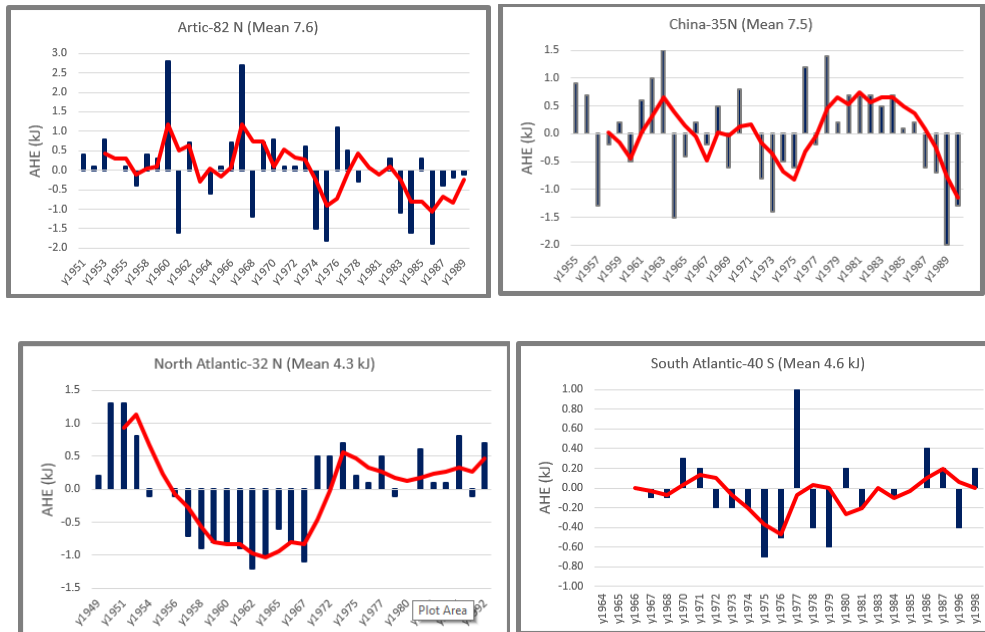 Artic-82 N (Mean 7.6)
3.0
2.5
2.0
1.5
1.0
0.5
0.0
-0.5
-1.0
-1.5
-2.0
AHE (kJ)
y1951
y1953
y1955
y1957
y1960
y1962
y1964
y1966
y1968
y1970
y1972
y1974
y1976
y1978
y1981
y1983
y1985
y1987
y1989
China-35N (Mean 7.5)
1.5
1.0
0.5
0.0
-0.5
-1.0
-1.5
-2.0
AHE (kJ)
y1955
y1957
y1959
y1961
y1963
y1965
y1967
y1969
y1971
y1973
y1975
y1977
y1979
y1981
y1983
y1985
y1987
y1989
North Atlantic-32 N (Mean 4.3 kJ)
1.5
1.0
0.5
0.0
-0.5
-1.0
-1.5
AHE (kJ)
y1949
y1951
y1954
y1956
y1958
y1960
y1962
y1965
y1967
y1972
y1975
y1977
y1980
Plot Area
South Atlantic-40 S (Mean 4.6 kJ)
1.00
0.80
0.60
0.40
0.20
0.00
-0.20
-0.40
-0.60
-0.80
-1.00
AHE (kJ)
y1964
y1965
y1966
y1967
y1968
y1970
y1971
y1972
y1973
y1974
y1975
y1976
y1977
y1978
y1979
y1980
y1981
y1983
y1984
y1985
y1986
y1987
y1996
y1998